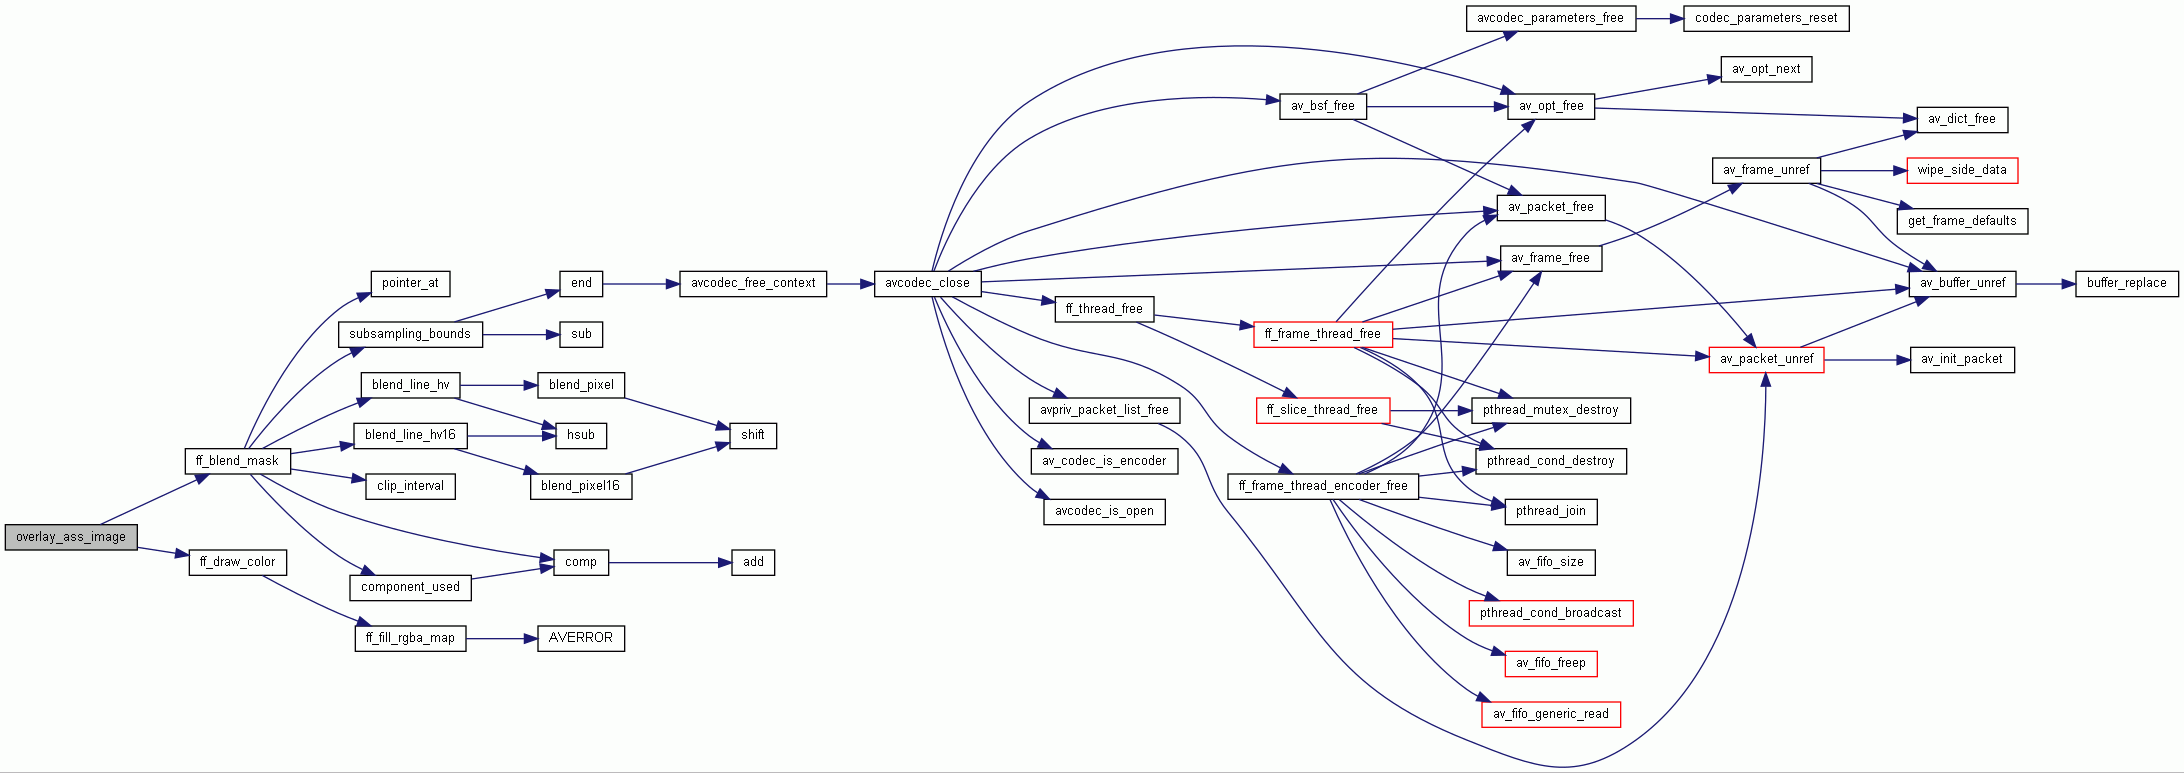 avcodec_parameters_free
codec_parameters_reset
av_opt_next
av_bsf_free
av_opt_free
av_dict_free
av_frame_unref
wipe_side_data
av_packet_free
get_frame_defaults
av_frame_free
pointer_at
end
avcodec_free_context
avcodec_close
av_buffer_unref
buffer_replace
ff_thread_free
subsampling_bounds
sub
ff_frame_thread_free
av_packet_unref
av_init_packet
blend_line_hv
blend_pixel
avpriv_packet_list_free
ff_slice_thread_free
pthread_mutex_destroy
blend_line_hv16
hsub
shift
ff_blend_mask
av_codec_is_encoder
pthread_cond_destroy
clip_interval
blend_pixel16
ff_frame_thread_encoder_free
avcodec_is_open
pthread_join
overlay_ass_image
ff_draw_color
comp
add
av_fifo_size
component_used
pthread_cond_broadcast
ff_fill_rgba_map
AVERROR
av_fifo_freep
av_fifo_generic_read